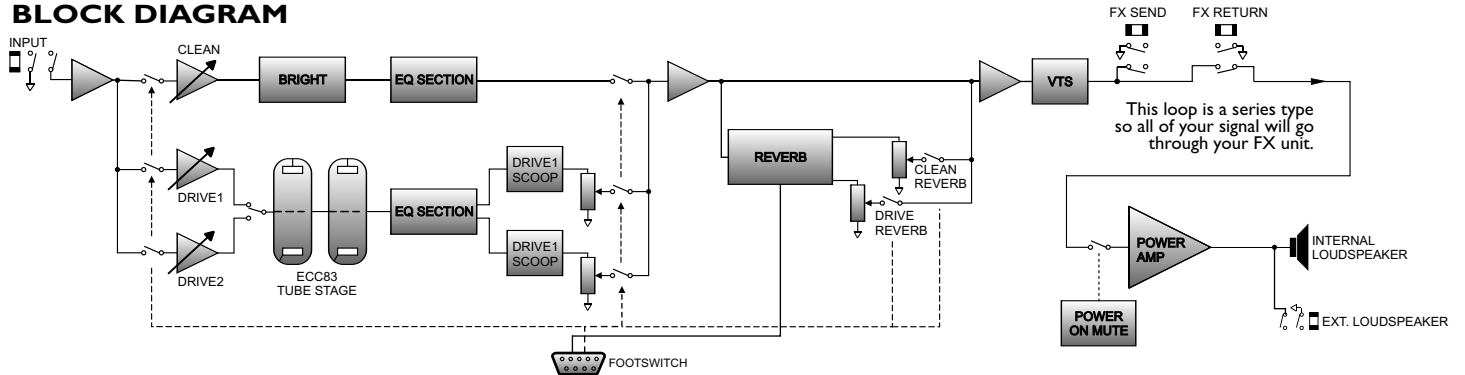 BLOCK DIAGRAM
INPUT
CLEAN
BRIGHT
EQ SECTION
FX SEND
FX RETURN
VTS
This loop is a series type
so all of your signal will go
through your FX unit.
DRIVE1
DRIVE2
ECC83
TUBE STAGE
EQ SECTION
DRIVE1
SCOOP
DRIVE1
SCOOP
REVERB
CLEAN
REVERB
DRIVE
REVERB
POWER
AMP
INTERNAL
LOUDSPEAKER
POWER
ON MUTE
EXT. LOUDSPEAKER
FOOTSWITCH